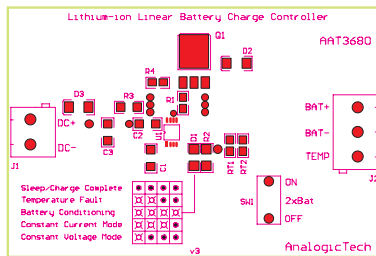 Lithium-ion Linear Battery Charge Controller
Q1
AAT3680
D2
R4
D3
R3
R1
BAT+
DC+
C2
U1
BAT-
DC-
C3
D1
R2
TEMP
J1
C1
RT2
RT1
J2
Sleep/Charge Complete
Temperature Fault
Battery Conditioning
Constant Current Mode
Constant Voltage Mode
ON
SW1
2xBat
OFF
v3
AnalogicTech